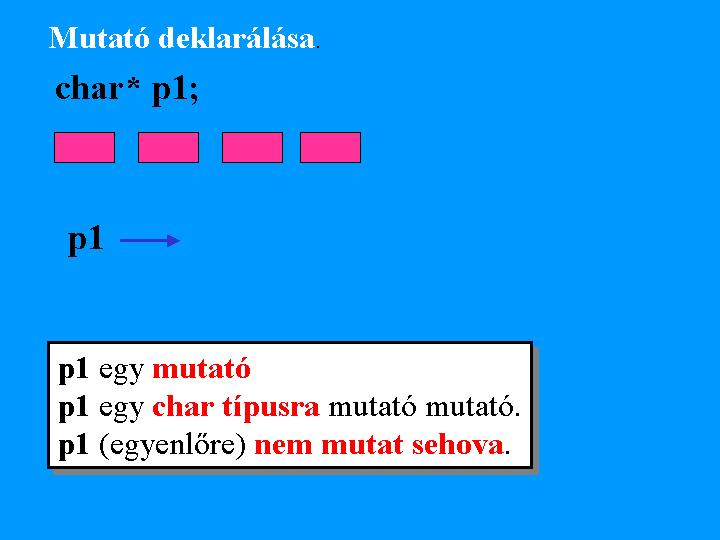 Mutató deklarálása.
char* p1;
p1
p1 egy mutató
p1 egy char típusra mutató mutató.
p1 (egyenlőre) nem mutat sehova.